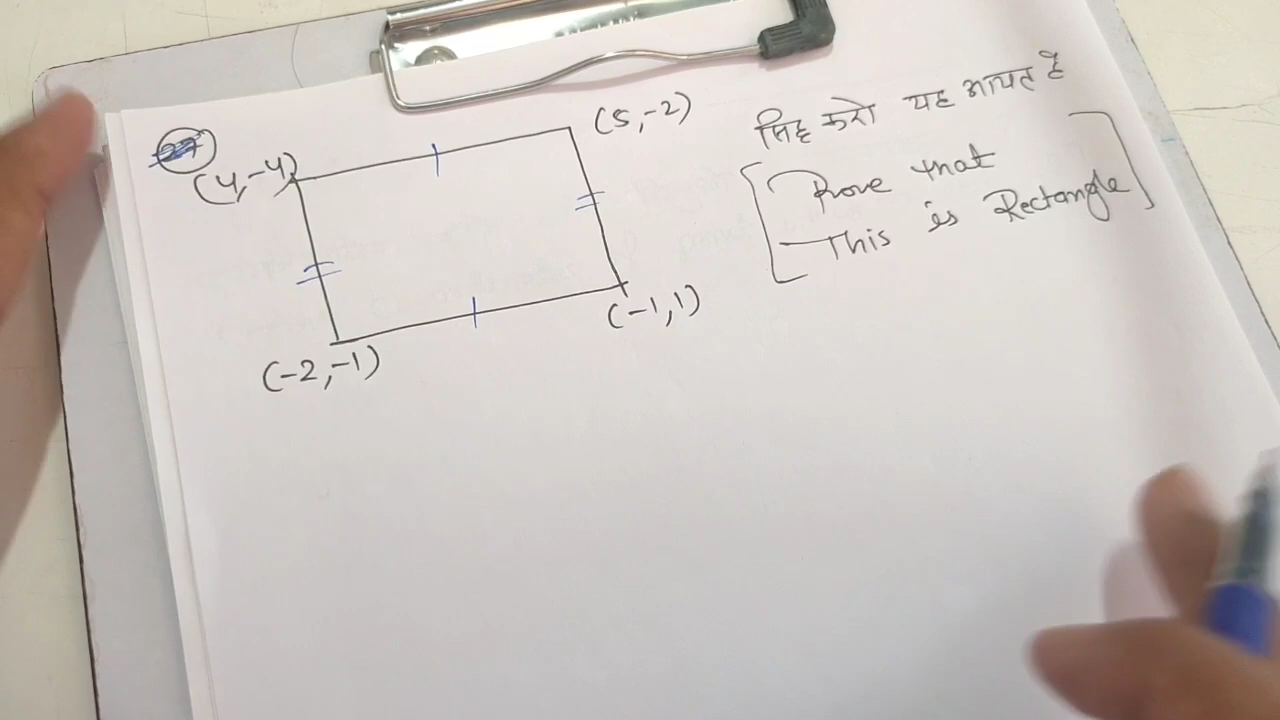 (4,-4)
(5,-2)
(-2,-1)
(-1,1)
सिद्ध करो यह आयत है
[Prove that
This is Rectangle]